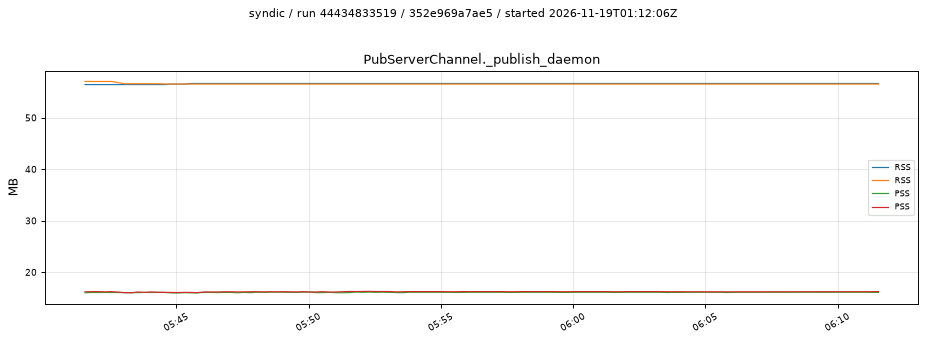 syndic / run 44434833519 / 352e969a7ae5 / started 2026-11-19T01:12:06Z
PubServerChannel._publish_daemon
MB
50
40
30
20
RSS
RSS
PSS
PSS
05:45
05:50
05:55
06:00
06:05
06:10